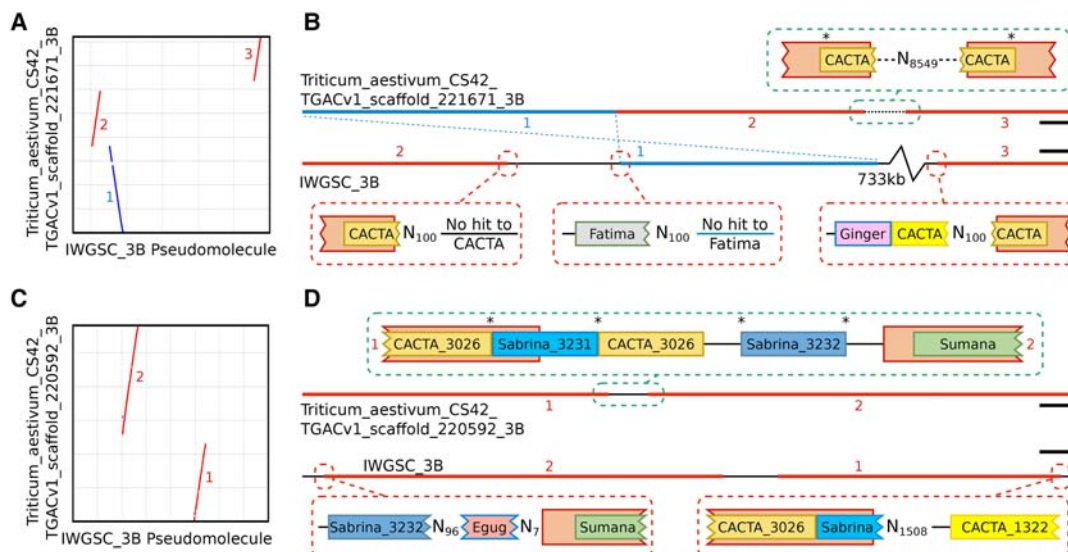 A
Triticum_aestivum_CS42_
TGACv1_scaffold_221671_3B
3
2
1
IWGSC_3B Pseudomolecule
B
* *
CACTA N8549 CACTA
Triticum_aestivum_CS42_
TGACv1_scaffold_221671_3B
1 2 3
2 1 3
IWGSC_3B
733kb
CACTA N100 No hit to
CACTA
Fatima N100 No hit to
Fatima
Ginger CACTA N100 CACTA
C
Triticum_aestivum_CS42_
TGACv1_scaffold_220592_3B
2
1
IWGSC_3B Pseudomolecule
D
* * * *
1 CACTA_3026 Sabrina_3231 CACTA_3026 Sabrina_3232 Sumana 2
1 2
Triticum_aestivum_CS42_
TGACv1_scaffold_220592_3B
IWGSC_3B
2 1
Sabrina_3232 N96 Egug N7 Sumana
CACTA_3026 Sabrina N1508 CACTA_1322